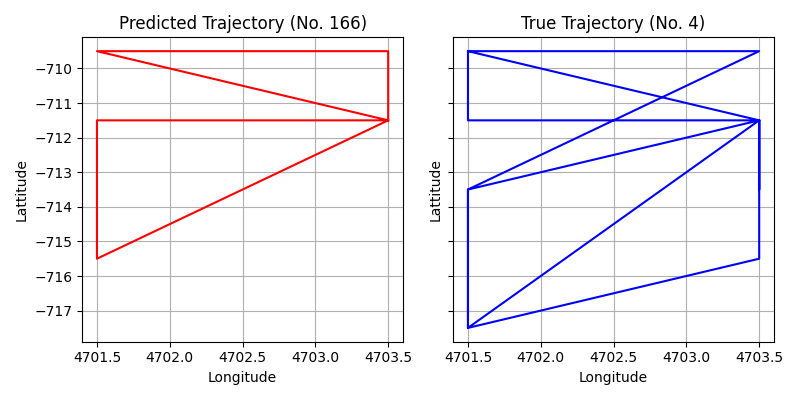 Predicted Trajectory (No. 166)
True Trajectory (No. 4)
Lattitude
−710
−711
−712
−713
−714
−715
−716
−717
4701.5 4702.0 4702.5 4703.0 4703.5
Longitude
Lattitude
4701.5 4702.0 4702.5 4703.0 4703.5
Longitude